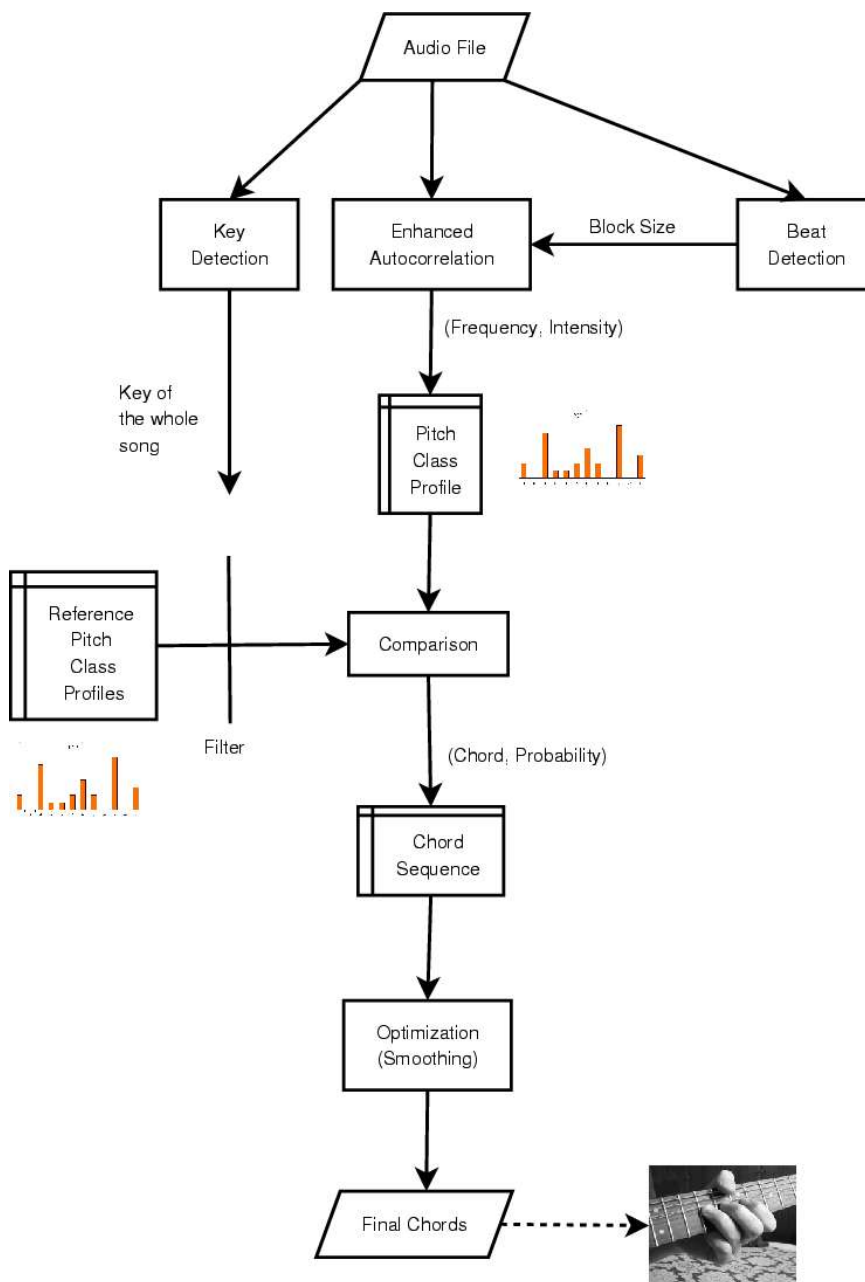 Audio File
Key
Detection
Enhanced
Autocorrelation
Block Size
Beat
Detection
(Frequency, Intensity)
Key of
the whole
song
Pitch
Class
Profile
Reference
Pitch
Class
Profiles
Comparison
Filter
(Chord, Probability)
Chord
Sequence
Optimization
(Smoothing)
Final Chords